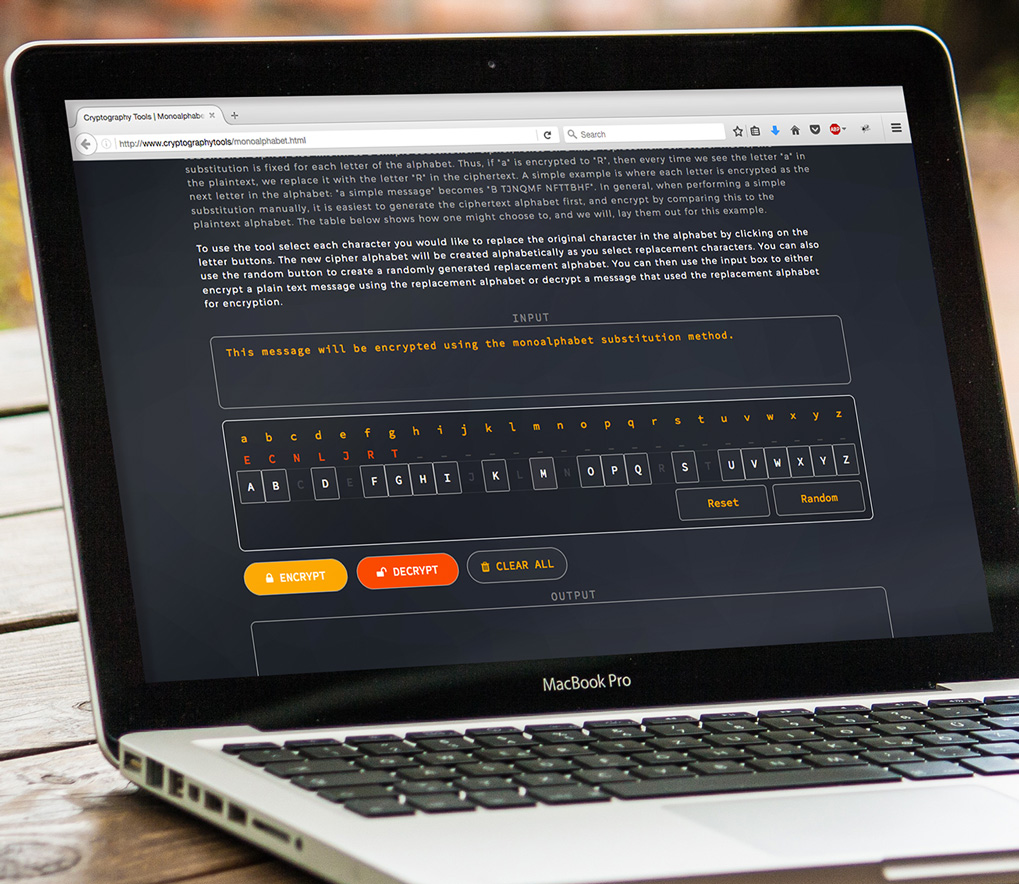 Cryptography Tools | Monoalphabe
http://www.cryptographytools/monoalphabet.html
Search
ABP
substitution is fixed for each letter of the alphabet. Thus, if "a" is encrypted to "R", then every time we see the letter "a" in
the plaintext, we replace it with the letter "R" in the ciphertext. A simple example is where each letter is encrypted as the
next letter in the alphabet: "a simple message" becomes "B TJNQMF NFTTBHF". In general, when performing a simple
substitution manually, it is easiest to generate the ciphertext alphabet first, and encrypt by comparing this to the
plaintext alphabet. The table below shows how one might choose to, and we will, lay them out for this example.
To use the tool select each character you would like to replace the original character in the alphabet by clicking on the
letter buttons. The new cipher alphabet will be created alphabetically as you select replacement characters. You can also
use the random button to create a randomly generated replacement alphabet. You can then use the input box to either
encrypt a plain text message using the replacement alphabet or decrypt a message that used the replacement alphabet
for encryption.
INPUT
This message will be encrypted using the monoalphabet substitution method.
a b c d e f g h i j k l m n o p q r s t u v w x y z
E C N L J R T _ _ _ _ _ _ _ _ _ _ _ _ _ _ _ _ _ _ _
A B C D E F G H I J K L M N O P Q R S T U V W X Y Z
Reset Random
ENCRYPT DECRYPT CLEAR ALL
OUTPUT
MacBook Pro